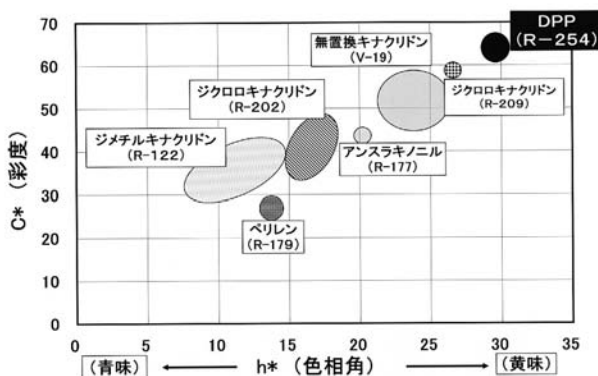 C* (彩度)
70
60
50
40
30
20
10
0
DPP
(R-254)
無置換キナクリドン
(V-19)
ジクロロキナクリドン
(R-202)
ジクロロキナクリドン
(R-209)
ジメチルキナクリドン
(R-122)
アンスラキノニル
(R-177)
ペリレン
(R-179)
0 5 10 15 20 25 30 35
(青味) h* (色相角) (黄味)